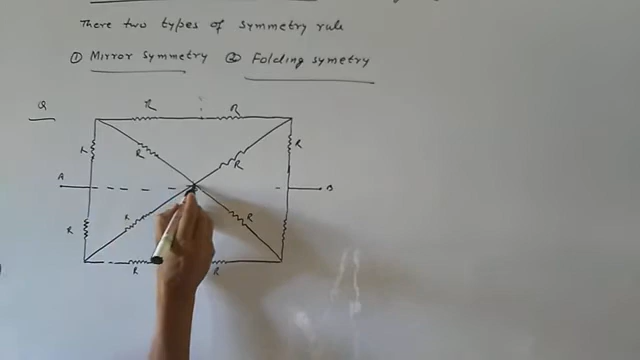 There two types of symmetry rule
① Mirror symmetry ② Folding symetry
Q
R R
R R R R
A B
R R R
R R